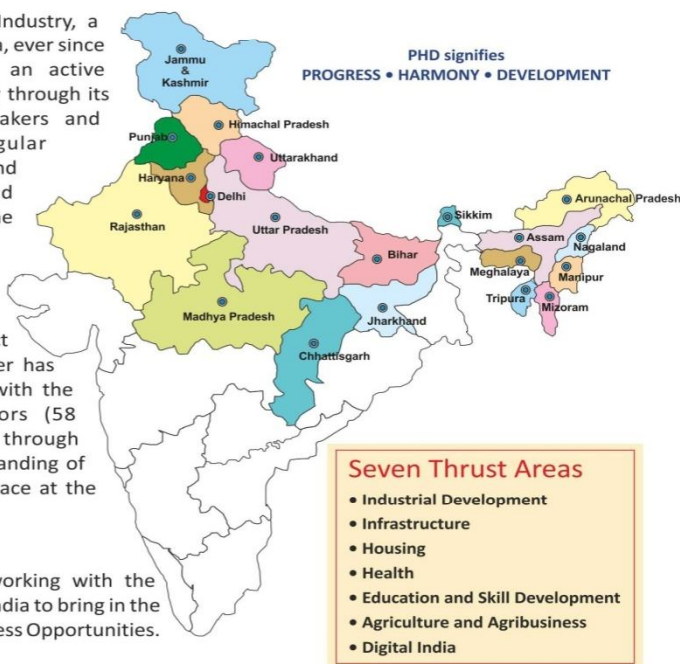 Industry, a
ever since
an active
through its
akers and
gular
has
with the
ors (58
through
anding of
ace at the
working with the
ndia to bring in the
ess Opportunities.
PHD signifies
PROGRESS • HARMONY • DEVELOPMENT
Jammu
&
Kashmir
Himachal Pradesh
Punjab
Uttarakhand
Haryana
Delhi
Rajasthan
Uttar Pradesh
Bihar
Sikkim
Arunachal Pradesh
Assam
Nagaland
Meghalaya
Manipur
Tripura
Mizoram
Madhya Pradesh
Jharkhand
Chhattisgarh
Seven Thrust Areas
• Industrial Development
• Infrastructure
• Housing
• Health
• Education and Skill Development
• Agriculture and Agribusiness
• Digital India